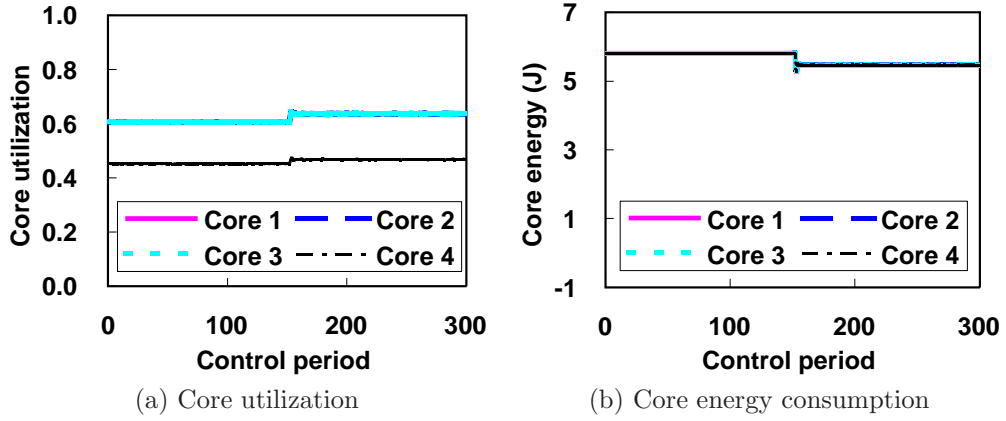 Core utilization
1.0
0.8
0.6
0.4
0.2
0.0
Core 1
Core 2
Core 3
Core 4
0
100
200
300
Control period
(a) Core utilization
Core energy (J)
7
5
3
1
-1
Core 1
Core 2
Core 3
Core 4
0
100
200
300
Control period
(b) Core energy consumption